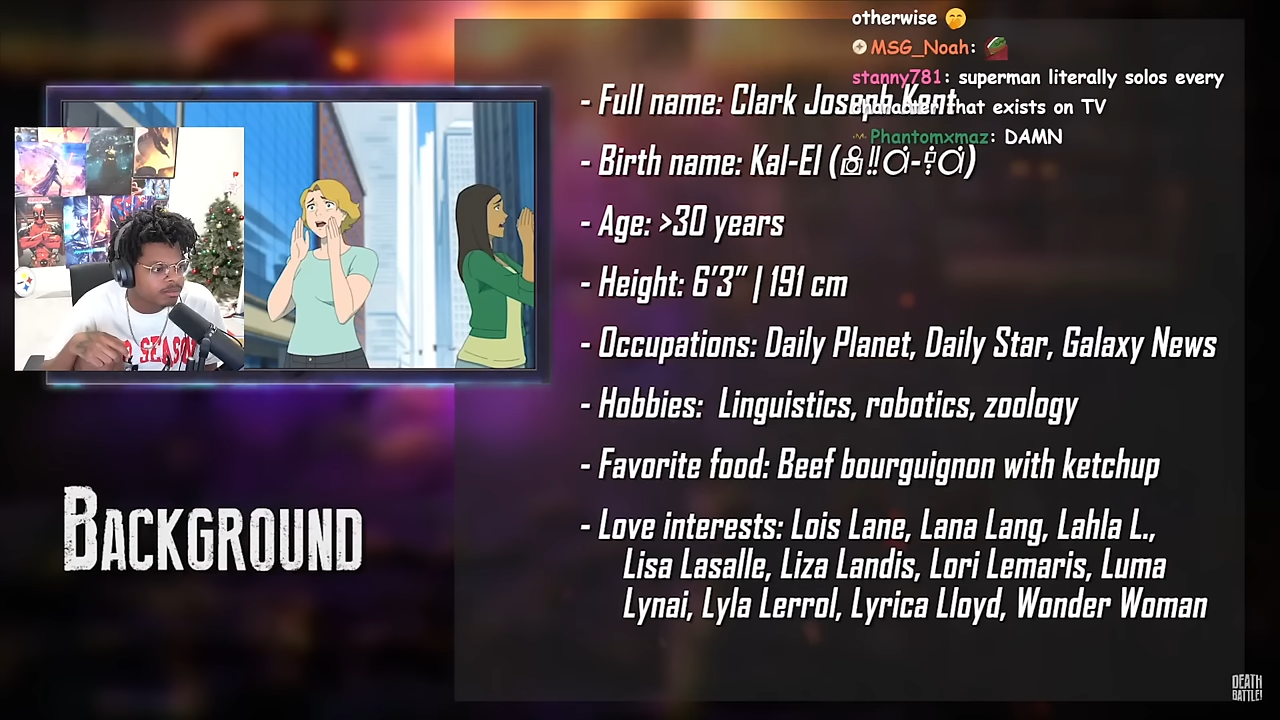 otherwise
MSG_Noah:
stanny781: superman literally solos every
character that exists on TV
Phantomxmaz: DAMN
- Full name: Clark Joseph Kent
- Birth name: Kal-El
- Age: >30 years
- Height: 6'3" | 191 cm
- Occupations: Daily Planet, Daily Star, Galaxy News
- Hobbies: Linguistics, robotics, zoology
- Favorite food: Beef bourguignon with ketchup
- Love interests: Lois Lane, Lana Lang, Lahla L.,
Lisa Lasalle, Liza Landis, Lori Lemaris, Luma
Lynai, Lyla Lerrol, Lyrica Lloyd, Wonder Woman
BACKGROUND
DEATH
BATTLE!